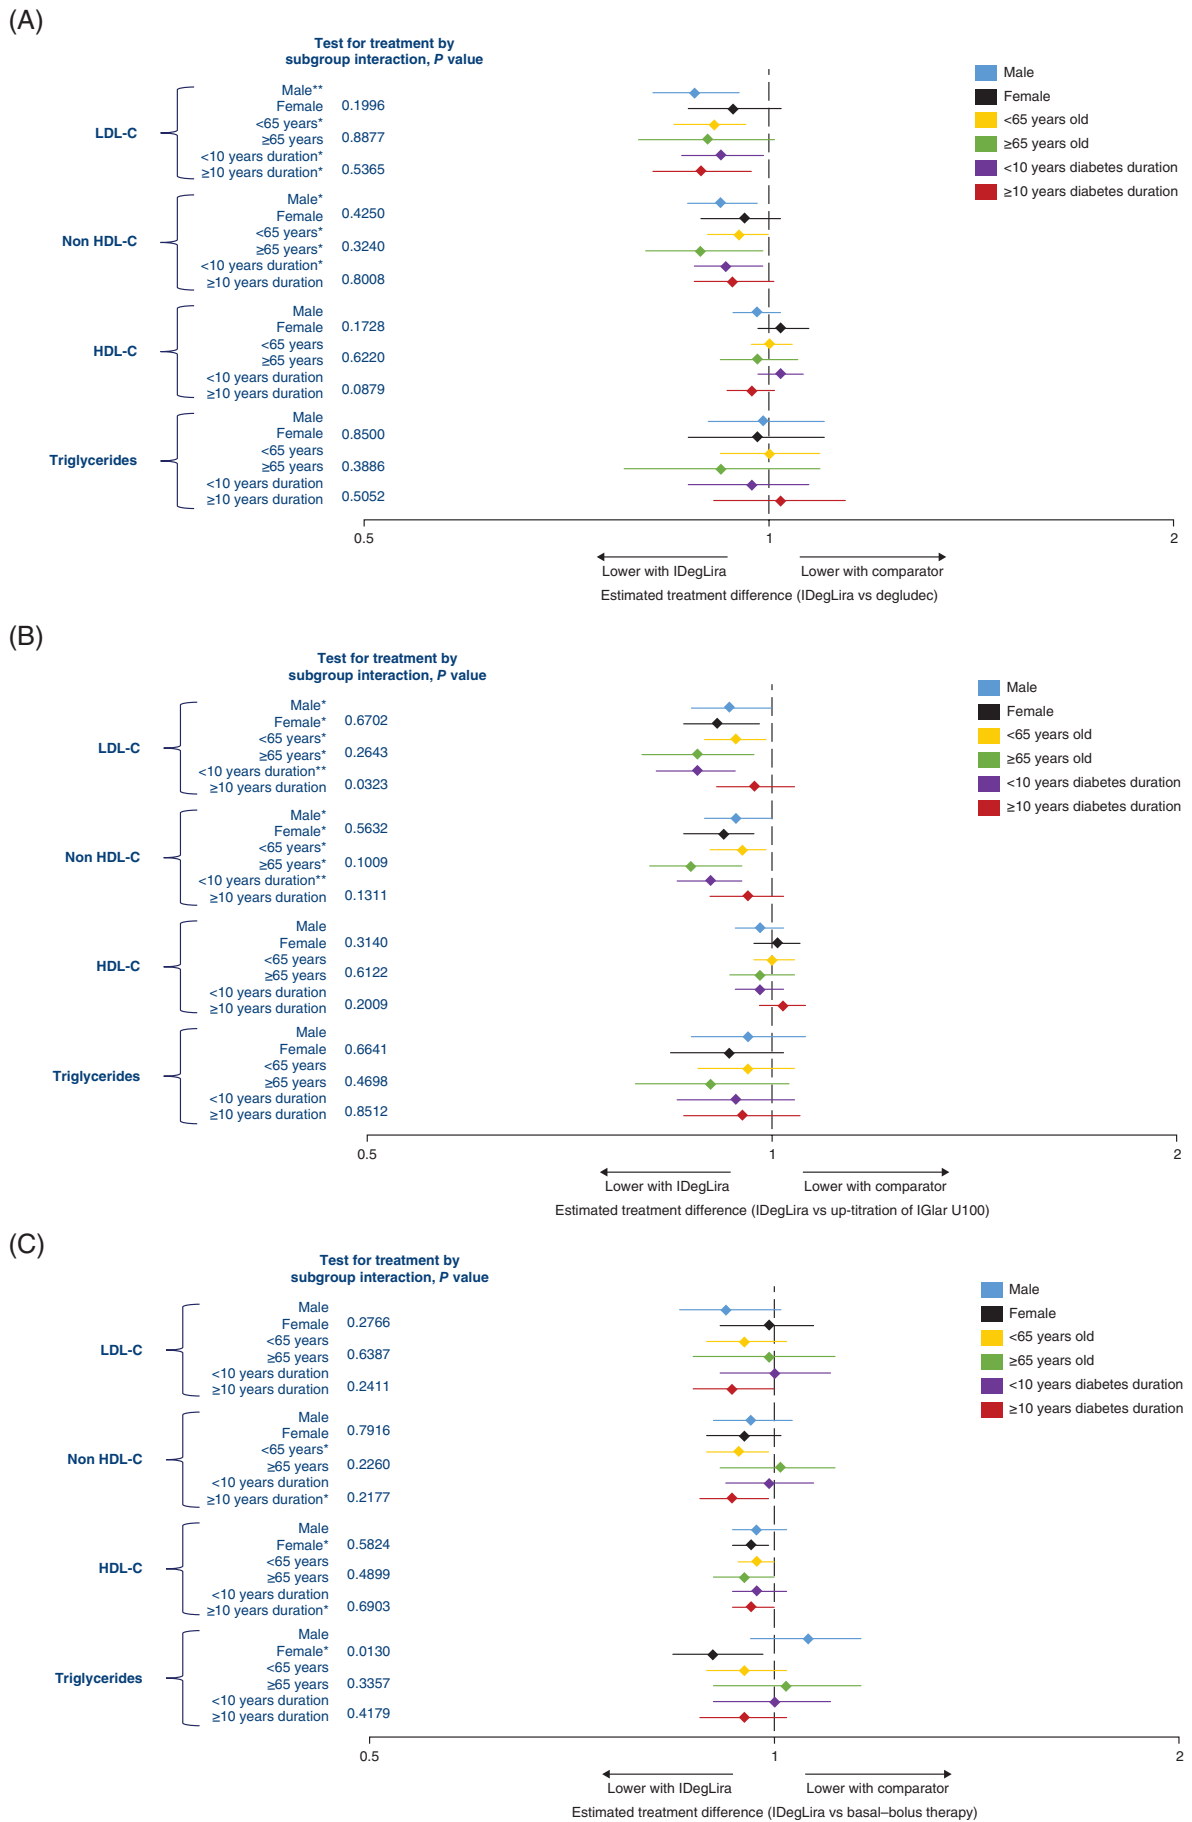 (A)
Test for treatment by
subgroup interaction, P value
Male**
Female 0.1996
<65 years*
LDL-C
≥65 years 0.8877
<10 years duration*
≥10 years duration* 0.5365
Male*
Female 0.4250
<65 years*
Non HDL-C
≥65 years* 0.3240
<10 years duration*
≥10 years duration 0.8008
Male
Female 0.1728
<65 years
HDL-C
≥65 years 0.6220
<10 years duration
≥10 years duration 0.0879
Male
Female 0.8500
<65 years
Triglycerides
≥65 years 0.3886
<10 years duration
≥10 years duration 0.5052
Male
Female
<65 years old
≥65 years old
<10 years diabetes duration
≥10 years diabetes duration
0.5 1 2
Lower with IDegLira Lower with comparator
Estimated treatment difference (IDegLira vs degludec)
(B)
Test for treatment by
subgroup interaction, P value
Male*
Female* 0.6702
<65 years*
LDL-C
≥65 years* 0.2643
<10 years duration**
≥10 years duration 0.0323
Male*
Female* 0.5632
<65 years*
Non HDL-C
≥65 years* 0.1009
<10 years duration**
≥10 years duration 0.1311
Male
Female 0.3140
<65 years
HDL-C
≥65 years 0.6122
<10 years duration
≥10 years duration 0.2009
Male
Female 0.6641
<65 years
Triglycerides
≥65 years 0.4698
<10 years duration
≥10 years duration 0.8512
Male
Female
<65 years old
≥65 years old
<10 years diabetes duration
≥10 years diabetes duration
0.5 1 2
Lower with IDegLira Lower with comparator
Estimated treatment difference (IDegLira vs up-titration of IGlar U100)
(C)
Test for treatment by
subgroup interaction, P value
Male
Female 0.2766
<65 years
LDL-C
≥65 years 0.6387
<10 years duration
≥10 years duration 0.2411
Male
Female 0.7916
<65 years*
Non HDL-C
≥65 years 0.2260
<10 years duration
≥10 years duration* 0.2177
Male
Female* 0.5824
<65 years
HDL-C
≥65 years 0.4899
<10 years duration
≥10 years duration* 0.6903
Male
Female* 0.0130
<65 years
Triglycerides
≥65 years 0.3357
<10 years duration
≥10 years duration 0.4179
Male
Female
<65 years old
≥65 years old
<10 years diabetes duration
≥10 years diabetes duration
0.5 1 2
Lower with IDegLira Lower with comparator
Estimated treatment difference (IDegLira vs basal–bolus therapy)